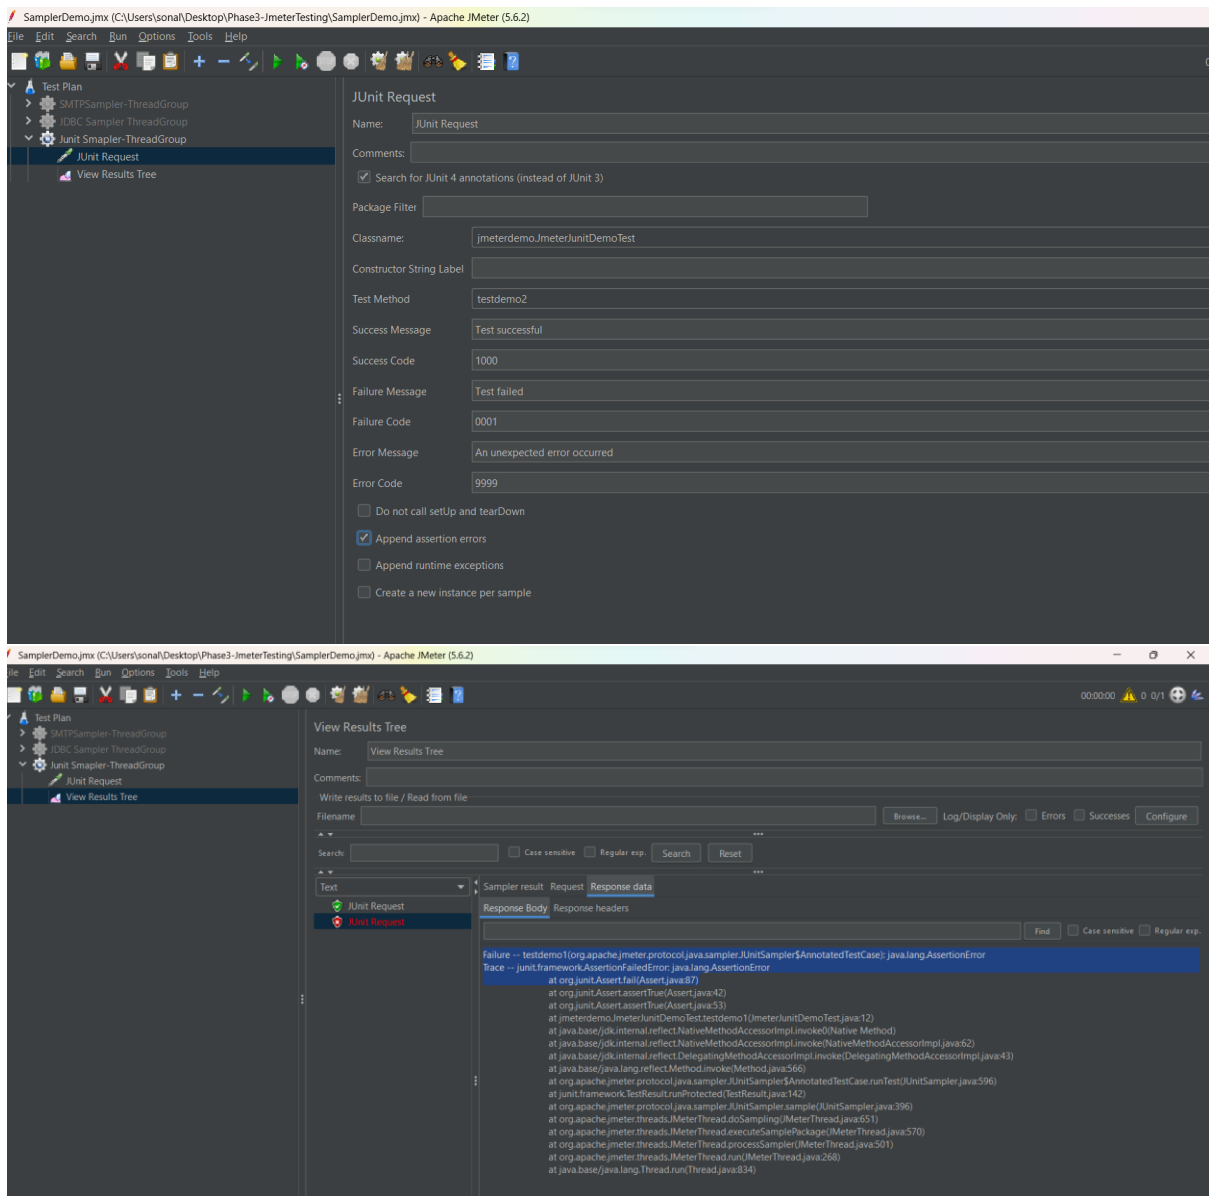 SamplerDemo.jmx (C:\Users\sonal\Desktop\Phase3-JmeterTesting\SamplerDemo.jmx) - Apache JMeter (5.6.2)
File Edit Search Run Options Tools Help
Test Plan
SMTPSampler-ThreadGroup
JDBC Sampler ThreadGroup
Junit Smapler-ThreadGroup
JUnit Request
View Results Tree
JUnit Request
Name: JUnit Request
Comments:
Search for JUnit 4 annotations (instead of JUnit 3)
Package Filter
Classname: jmeterdemo.JmeterJunitDemoTest
Constructor String Label
Test Method testdemo2
Success Message Test successful
Success Code 1000
Failure Message Test failed
Failure Code 0001
Error Message An unexpected error occurred
Error Code 9999
Do not call setUp and tearDown
Append assertion errors
Append runtime exceptions
Create a new instance per sample
SamplerDemo.jmx (C:\Users\sonal\Desktop\Phase3-JmeterTesting\SamplerDemo.jmx) - Apache JMeter (5.6.2)
ile Edit Search Run Options Tools Help
00:00:00 0 0/1
Test Plan
SMTPSampler-ThreadGroup
JDBC Sampler ThreadGroup
Junit Smapler-ThreadGroup
JUnit Request
View Results Tree
View Results Tree
Name: View Results Tree
Comments:
Write results to file / Read from file
Filename Browse... Log/Display Only: Errors Successes Configure
Search: Case sensitive Regular exp. Search Reset
Text
JUnit Request
JUnit Request
Sampler result Request Response data
Response Body Response headers
Find Case sensitive Regular exp.
Failure -- testdemo1(org.apache.jmeter.protocol.java.sampler.JUnitSampler$AnnotatedTestCase): java.lang.AssertionError
Trace -- junit.framework.AssertionFailedError: java.lang.AssertionError
at org.junit.Assert.fail(Assert.java:87)
at org.junit.Assert.assertTrue(Assert.java:42)
at org.junit.Assert.assertTrue(Assert.java:53)
at jmeterdemo.JmeterJunitDemoTest.testdemo1(JmeterJunitDemoTest.java:12)
at java.base/jdk.internal.reflect.NativeMethodAccessorImpl.invoke0(Native Method)
at java.base/jdk.internal.reflect.NativeMethodAccessorImpl.invoke(NativeMethodAccessorImpl.java:62)
at java.base/jdk.internal.reflect.DelegatingMethodAccessorImpl.invoke(DelegatingMethodAccessorImpl.java:43)
at java.base/java.lang.reflect.Method.invoke(Method.java:566)
at org.apache.jmeter.protocol.java.sampler.JUnitSampler$AnnotatedTestCase.runTest(JUnitSampler.java:596)
at junit.framework.TestResult.runProtected(TestResult.java:142)
at org.apache.jmeter.protocol.java.sampler.JUnitSampler.sample(JUnitSampler.java:396)
at org.apache.jmeter.threads.JMeterThread.doSampling(JMeterThread.java:651)
at org.apache.jmeter.threads.JMeterThread.executeSamplePackage(JMeterThread.java:570)
at org.apache.jmeter.threads.JMeterThread.processSampler(JMeterThread.java:501)
at org.apache.jmeter.threads.JMeterThread.run(JMeterThread.java:268)
at java.base/java.lang.Thread.run(Thread.java:834)